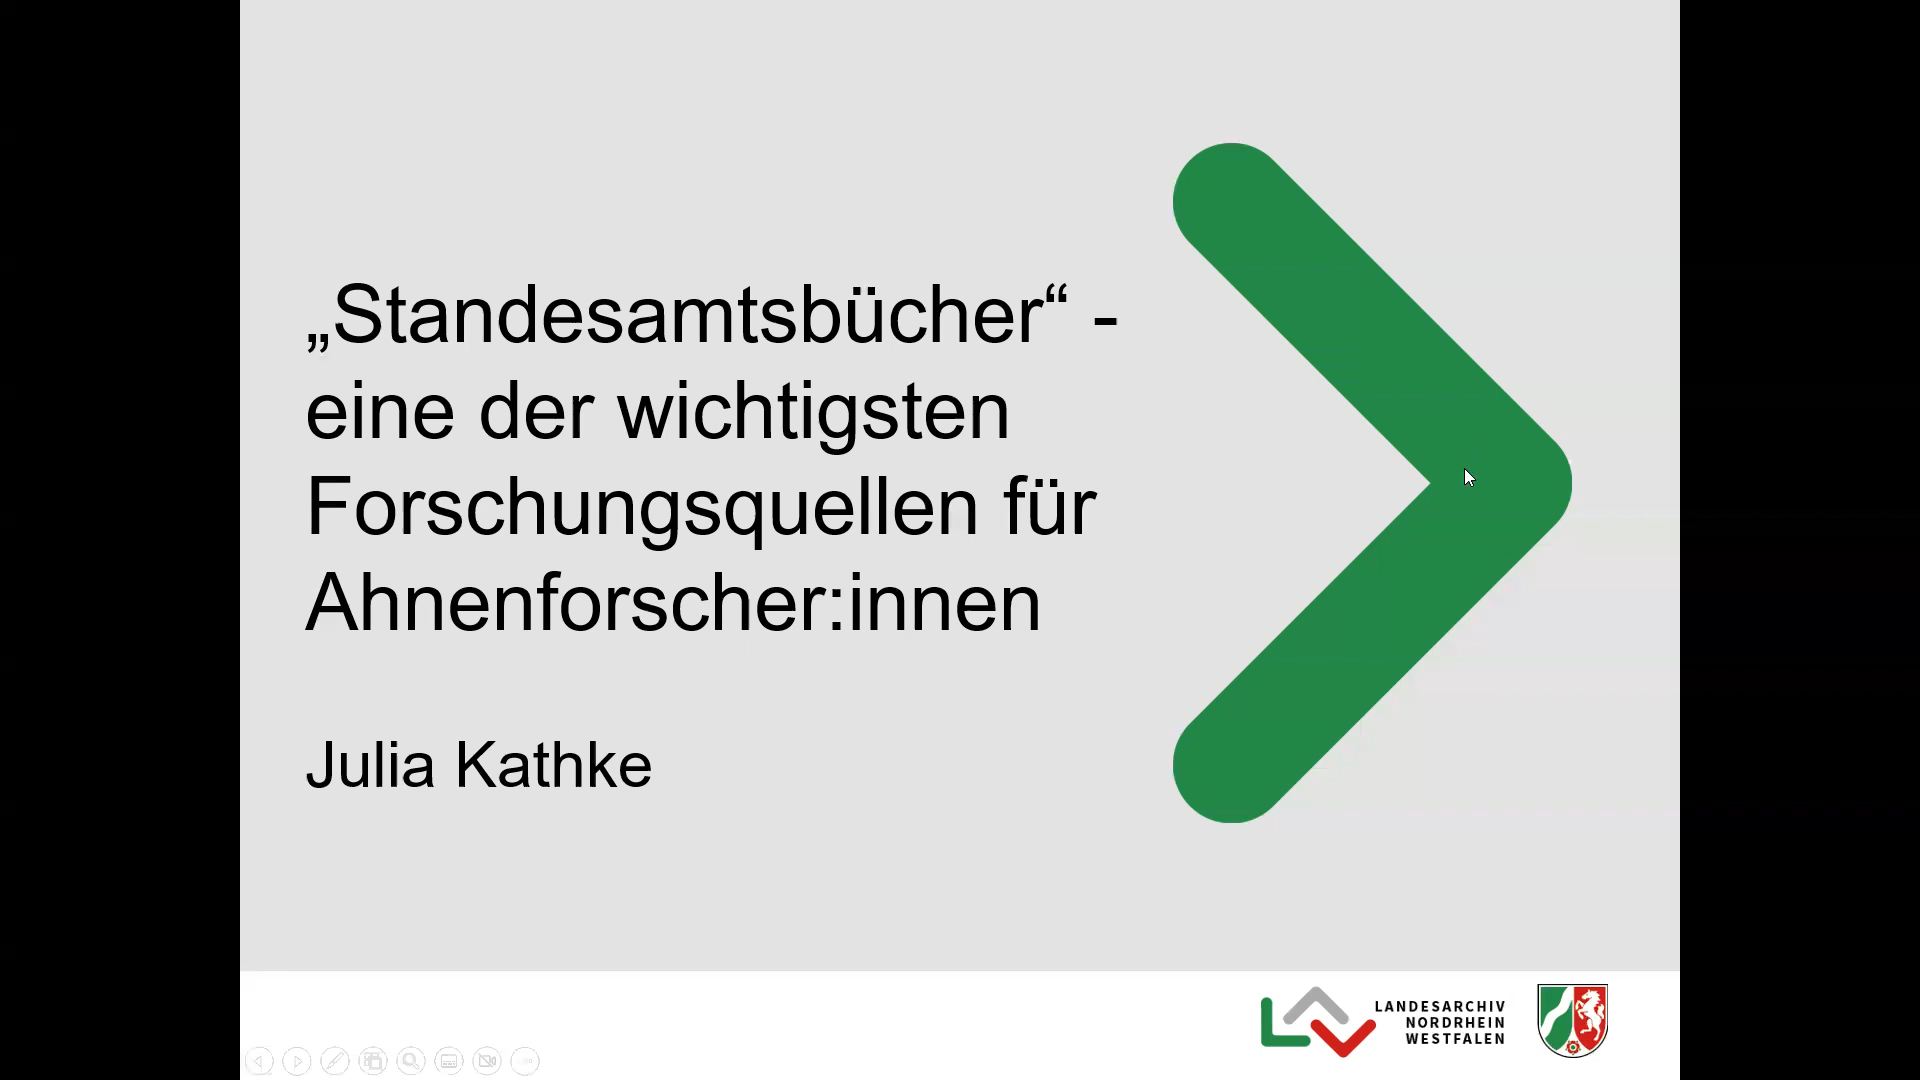 „Standesamtsbücher“ -
eine der wichtigsten
Forschungsquellen für
Ahnenforscher:innen
Julia Kathke
LANDESARCHIV
NORDRHEIN
WESTFALEN